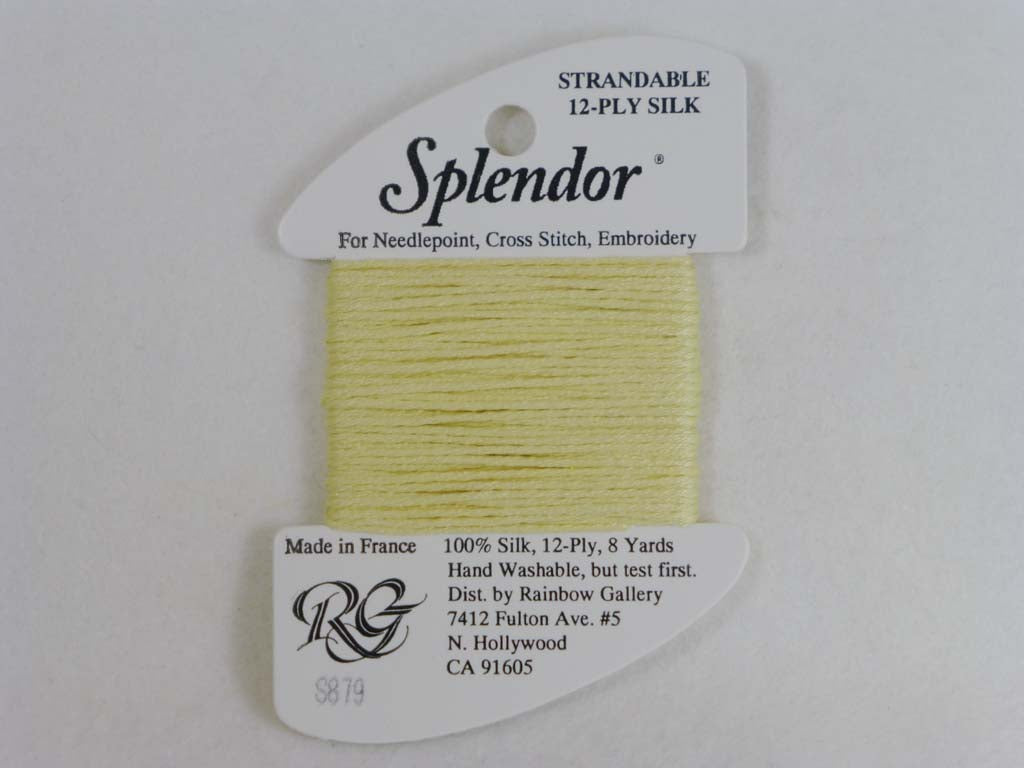 STRANDABLE
12-PLY SILK
Splendor ®
For Needlepoint, Cross Stitch, Embroidery
Made in France
RG
S879
100% Silk, 12-Ply, 8 Yards
Hand Washable, but test first.
Dist. by Rainbow Gallery
7412 Fulton Ave. #5
N. Hollywood
CA 91605